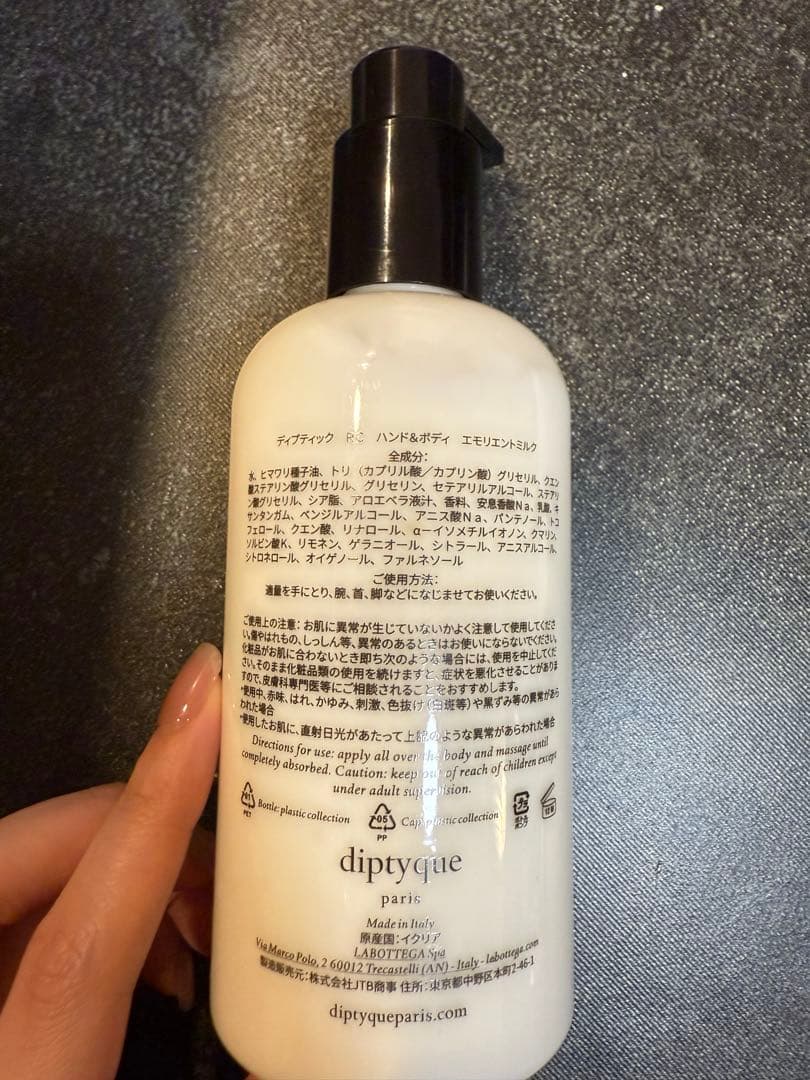 ディプティック RC ハンド&ボディ エモリエントミルク
全成分：
水、ヒマワリ種子油、トリ（カプリル酸／カプリン酸）グリセリル、クエン
酸ステアリン酸グリセリル、グリセリン、セテアリルアルコール、ステアリ
ン酸グリセリル、シア脂、アロエベラ液汁、香料、安息香酸Na、乳酸、キ
サンタンガム、ベンジルアルコール、アニス酸Na、パンテノール、トコ
フェロール、クエン酸、リナロール、α－イソメチルイオノン、クマリン、
ソルビン酸K、リモネン、ゲラニオール、シトラール、アニスアルコール、
シトロネロール、オイゲノール、ファルネソール
ご使用方法：
適量を手にとり、腕、首、脚などになじませてお使いください。
ご使用上の注意：お肌に異常が生じていないかよく注意して使用してくださ
い。傷やはれもの、しっしん等、異常のあるときはお使いにならないでください。
化粧品がお肌に合わないとき即ち次のような場合には、使用を中止してくだ
さい。そのまま化粧品類の使用を続けますと、症状を悪化させることがありま
すので、皮膚科専門医等にご相談されることをおすすめします。
*使用中、赤味、はれ、かゆみ、刺激、色抜け（白斑等）や黒ずみ等の異常があら
われた場合
*使用したお肌に、直射日光があたって上記のような異常があらわれた場合
Directions for use: apply all over the body and massage until
completely absorbed. Caution: keep out of reach of children except
under adult supervision.
01
PET
Bottle: plastic collection
05
PP
Cap: plastic collection
プラ
ボトル
ポンプ
12M
diptyque
paris
Made in Italy
原産国：イタリア
LABOTTEGA Spa
Via Marco Polo, 2 60012 Trecastelli (AN) - Italy - labottega.com
製造販売元：株式会社JTB商事 住所：東京都中野区本町2-46-1
diptyqueparis.com